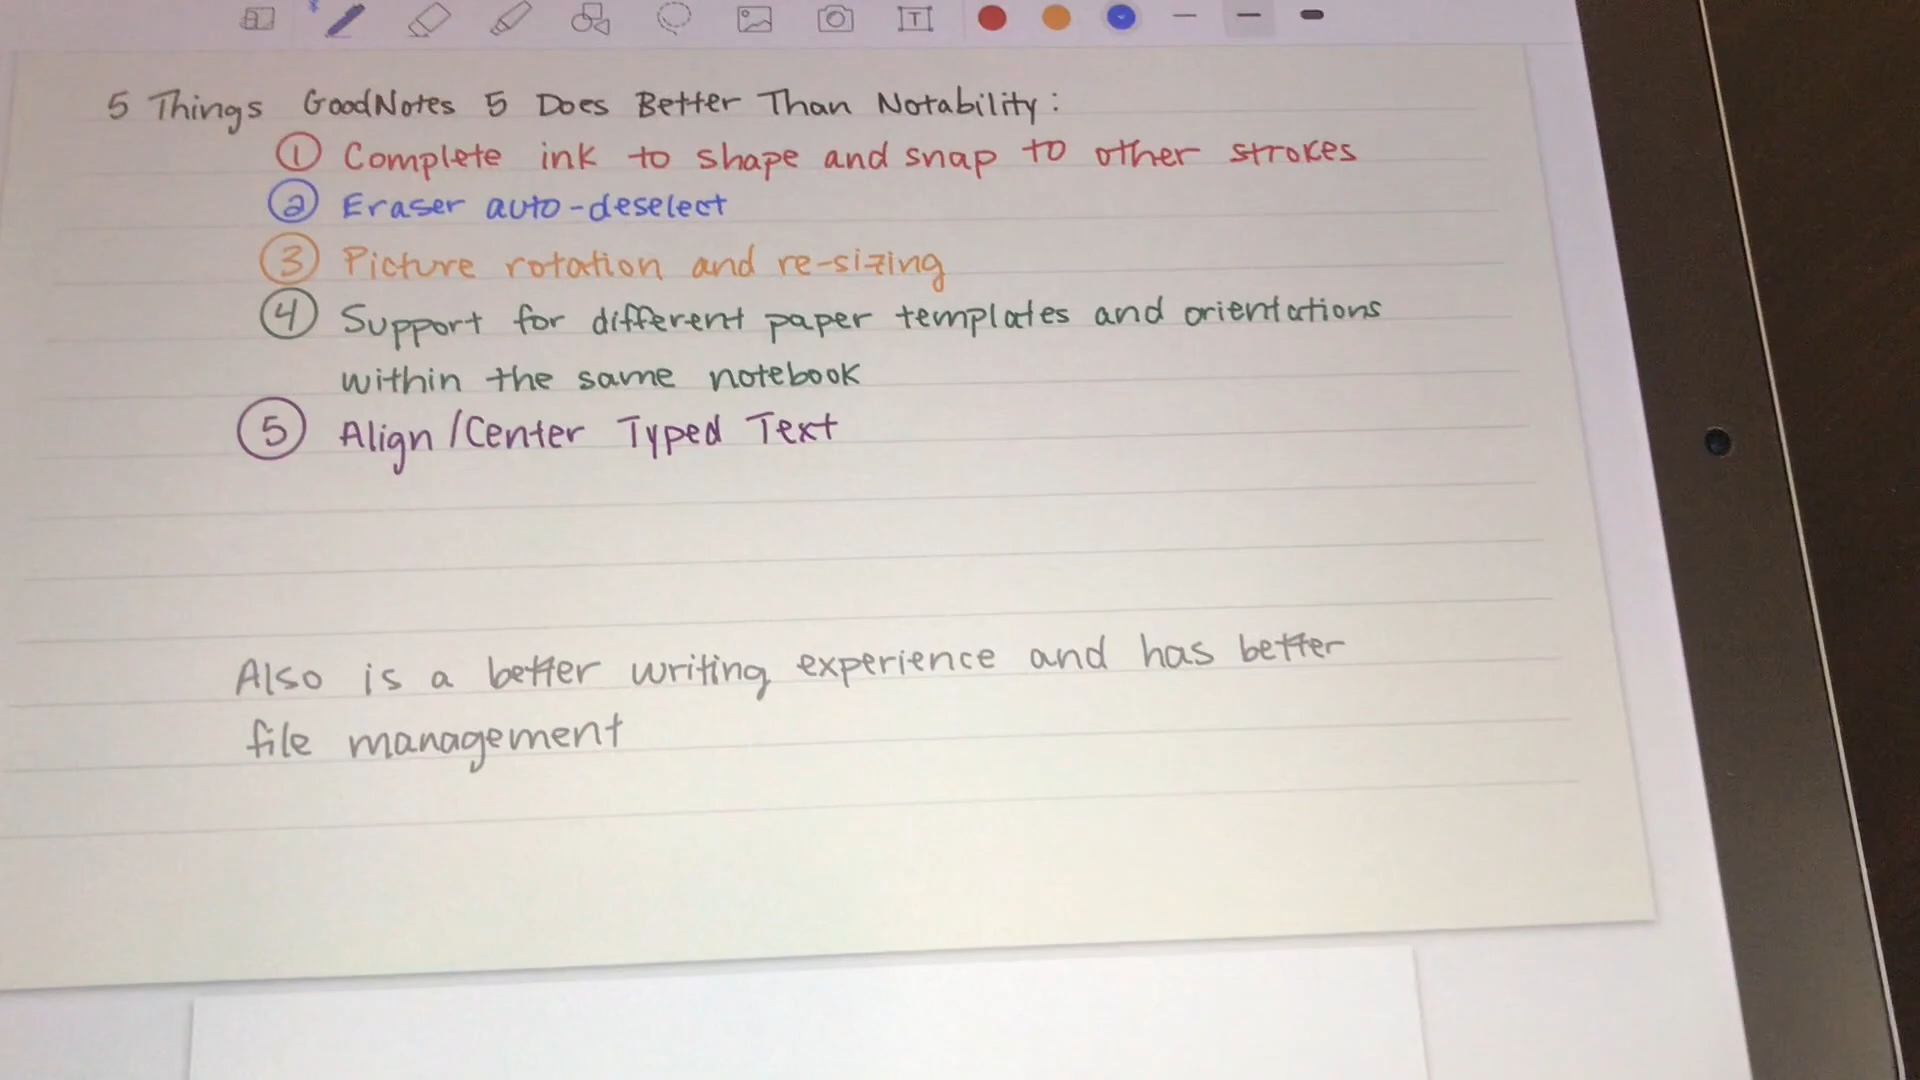 5 Things GoodNotes 5 Does Better Than Notability:
① Complete ink to shape and snap to other strokes
② Eraser auto-deselect
③ Picture rotation and re-sizing
④ Support for different paper templates and orientations
within the same notebook
⑤ Align/Center Typed Text
Also is a better writing experience and has better
file management